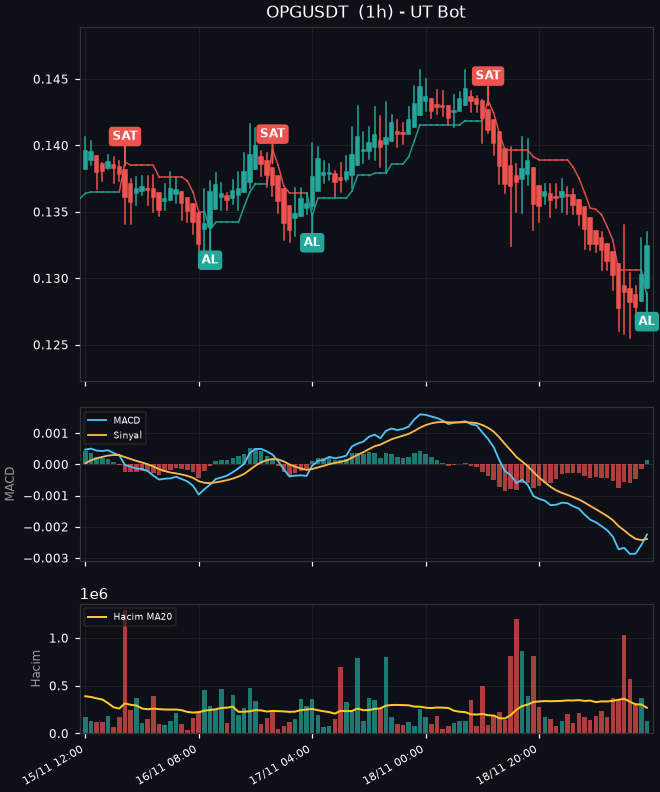 OPGUSDT  (1h) - UT Bot
0.145
0.140
0.135
0.130
0.125
SAT
AL
SAT
AL
SAT
AL
MACD
0.001
0.000
−0.001
−0.002
−0.003
MACD
Sinyal
1e6
Hacim
1.0
0.5
0.0
Hacim MA20
15/11 12:00
16/11 08:00
17/11 04:00
18/11 00:00
18/11 20:00